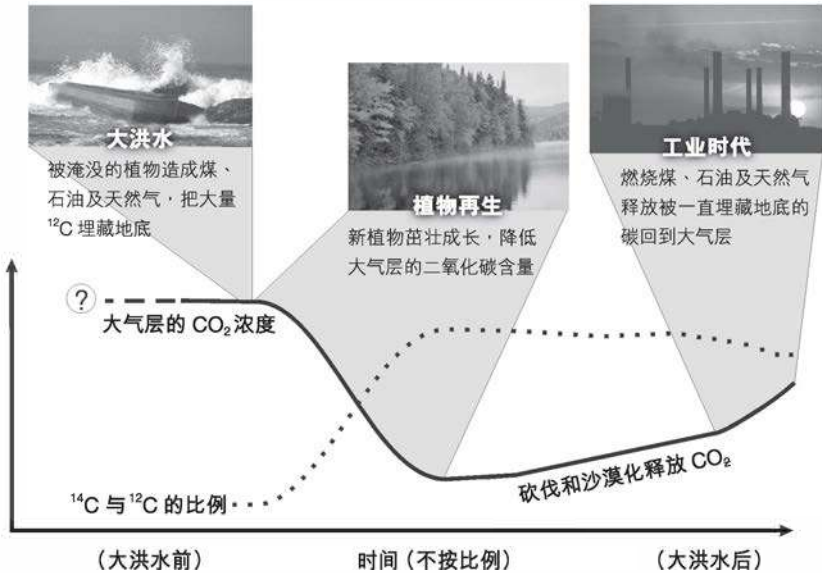 大洪水
被淹没的植物造成煤、
石油及天然气，把大量
¹²C 埋藏地底
植物再生
新植物茁壮成长，降低
大气层的二氧化碳含量
工业时代
燃烧煤、石油及天然气
释放被一直埋藏地底的
碳回到大气层
?
大气层的 CO₂ 浓度
¹⁴C 与 ¹²C 的比例
砍伐和沙漠化释放 CO₂
（大洪水前）
时间（不按比例）
（大洪水后）